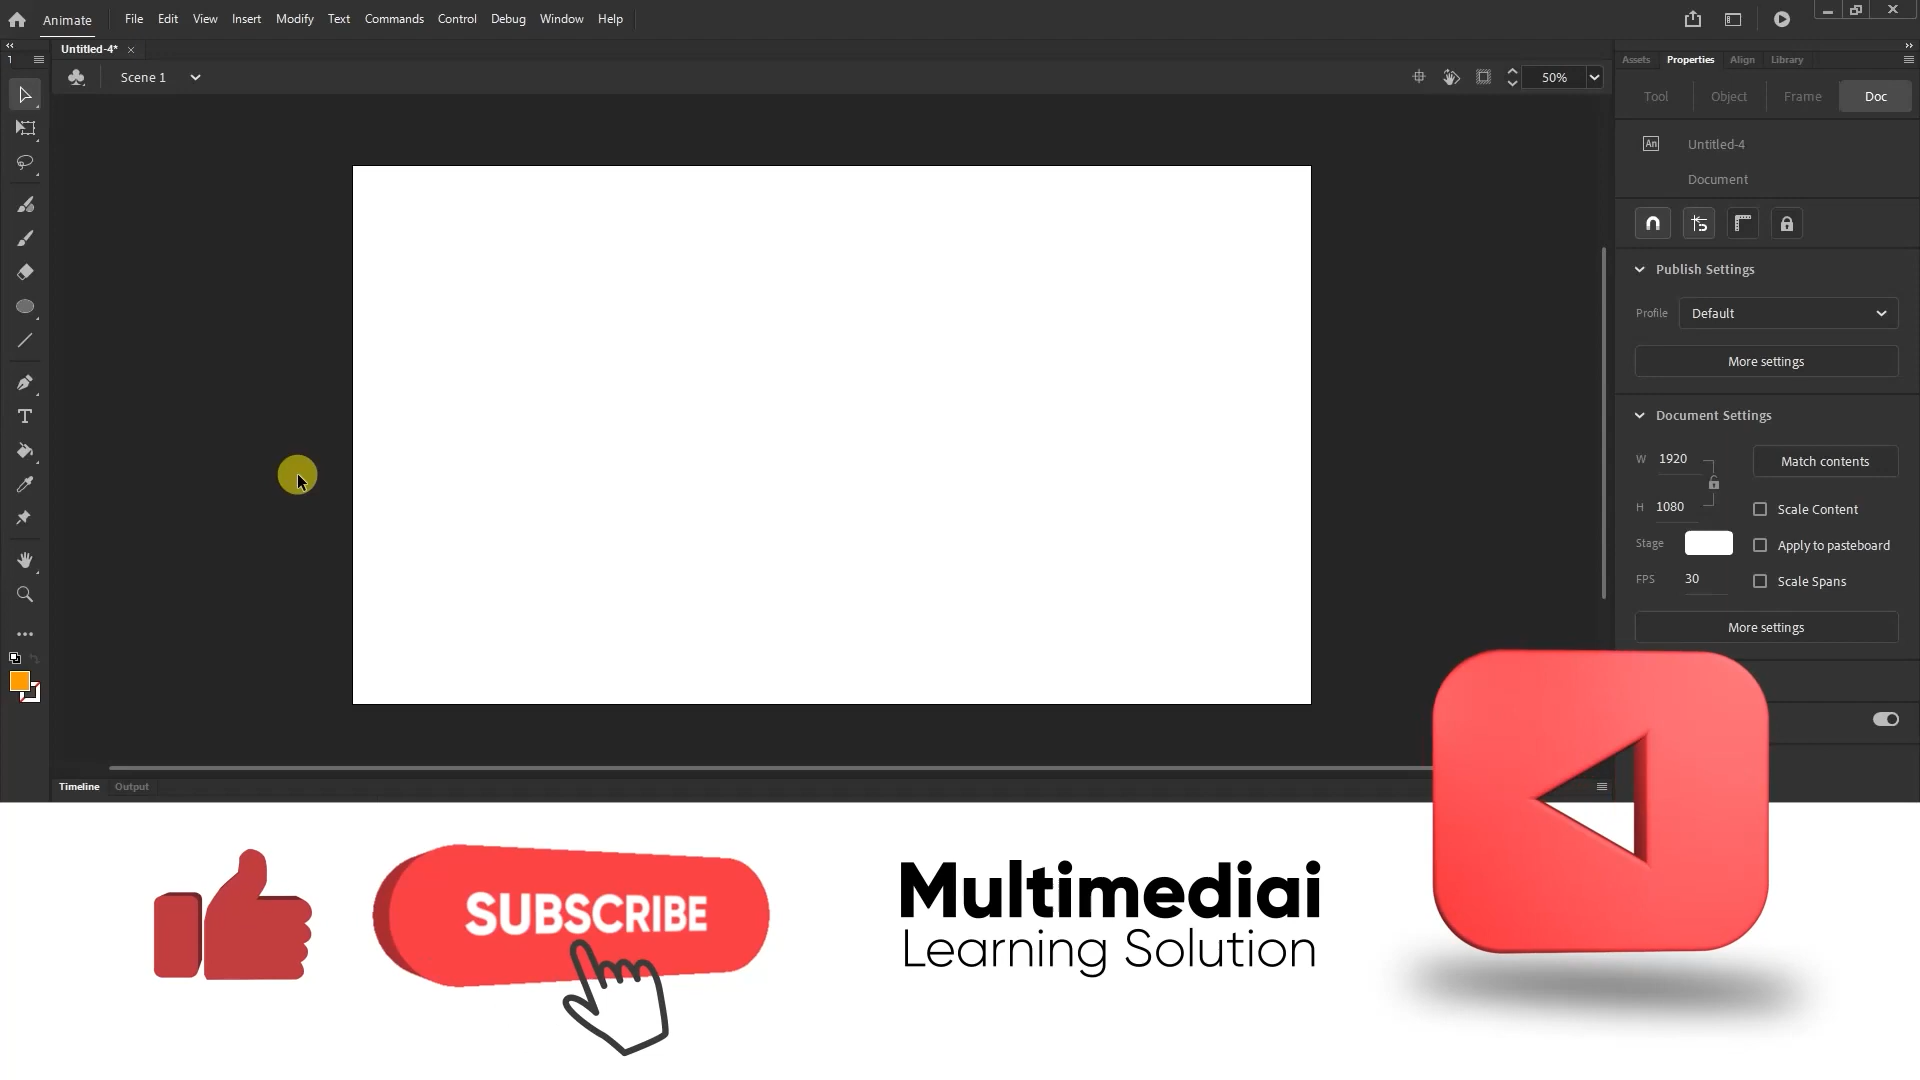 Animate File Edit View Insert Modify Text Commands Control Debug Window Help
Untitled-4*
Scene 1
50%
Assets Properties Align Library
Tool Object Frame Doc
An Untitled-4
Document
Publish Settings
Profile Default
More settings
Document Settings
W 1920
Match contents
H 1080
Scale Content
Stage
Apply to pasteboard
FPS 30
Scale Spans
More settings
Timeline Output
SUBSCRIBE
Multimediai
Learning Solution